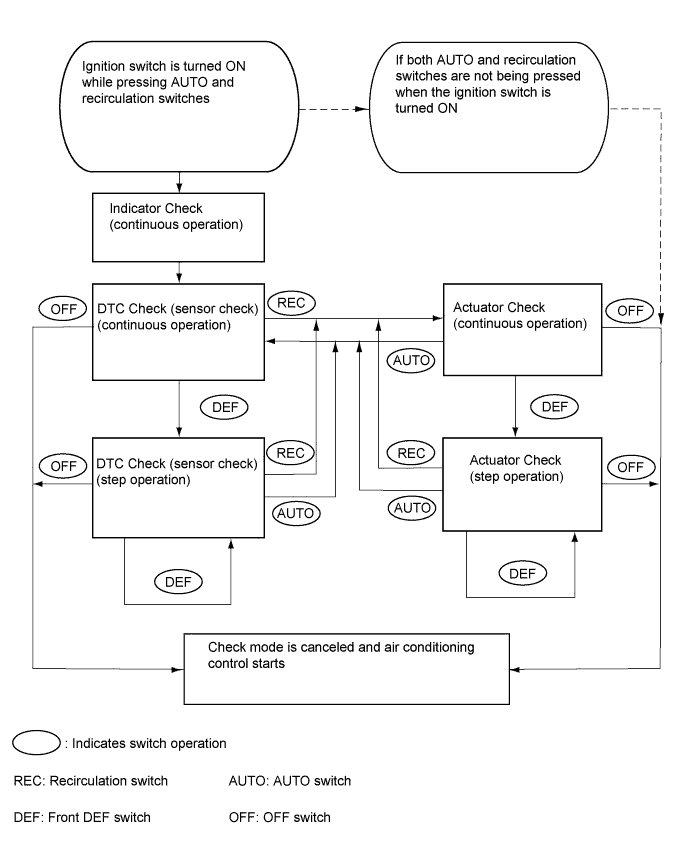 Ignition switch is turned ON
while pressing AUTO and
recirculation switches
If both AUTO and recirculation
switches are not being pressed
when the ignition switch is
turned ON
Indicator Check
(continuous operation)
OFF
DTC Check (sensor check)
(continuous operation)
REC
Actuator Check
(continuous operation)
OFF
AUTO
DEF
DEF
OFF
DTC Check (sensor check)
(step operation)
REC
AUTO
REC
AUTO
Actuator Check
(step operation)
OFF
DEF
DEF
Check mode is canceled and air conditioning
control starts
: Indicates switch operation
REC: Recirculation switch
AUTO: AUTO switch
DEF: Front DEF switch
OFF: OFF switch